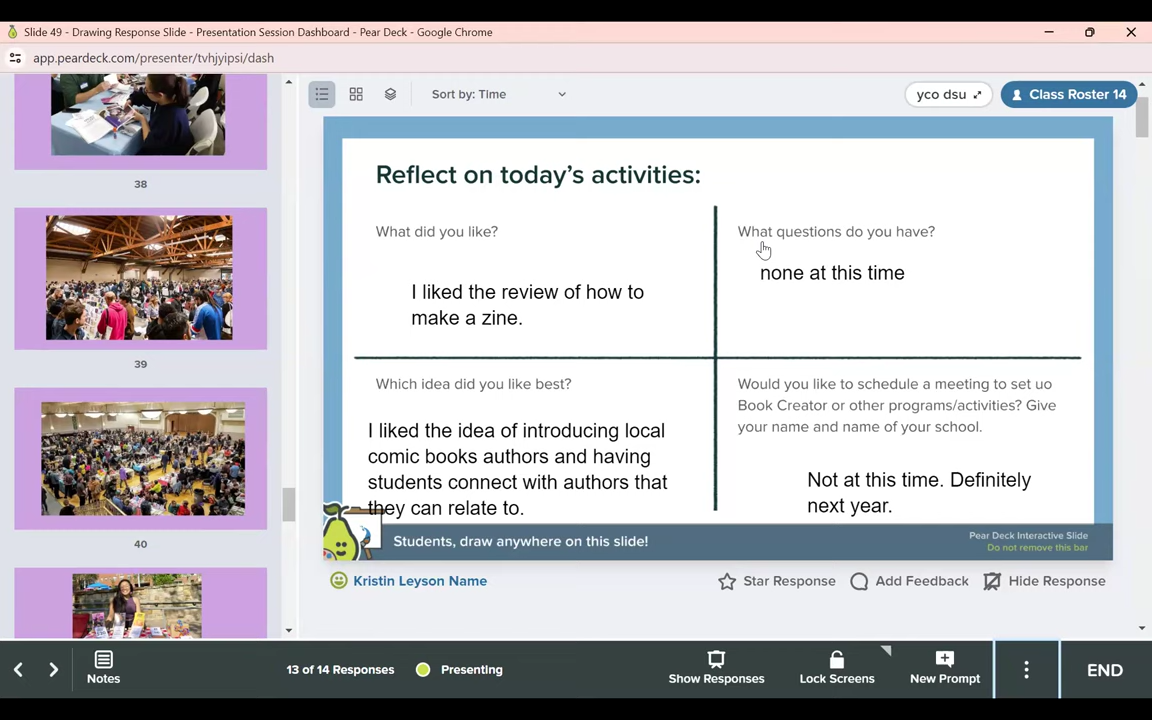 Slide 49 - Drawing Response Slide - Presentation Session Dashboard - Pear Deck - Google Chrome
app.peardeck.com/presenter/tvhjyipsi/dash
Sort by: Time
yco dsu
Class Roster 14
38
39
40
Reflect on today's activities:
What did you like?
I liked the review of how to
make a zine.
What questions do you have?
none at this time
Which idea did you like best?
I liked the idea of introducing local
comic books authors and having
students connect with authors that
they can relate to.
Would you like to schedule a meeting to set uo
Book Creator or other programs/activities? Give
your name and name of your school.
Not at this time. Definitely
next year.
Students, draw anywhere on this slide!
Pear Deck Interactive Slide
Do not remove this bar
Kristin Leyson Name
Star Response
Add Feedback
Hide Response
Notes
13 of 14 Responses
Presenting
Show Responses
Lock Screens
New Prompt
END